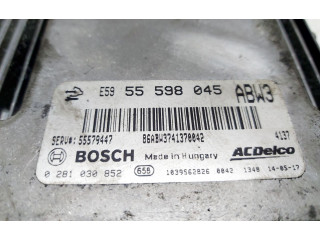 E59 55 598 045 ABW3
SERV#: 55579447 B6ABW3741370042 4137
BOSCH Made in Hungary ACDelco
0 281 030 852 658 1039S62826 0042 1348 14-05-17